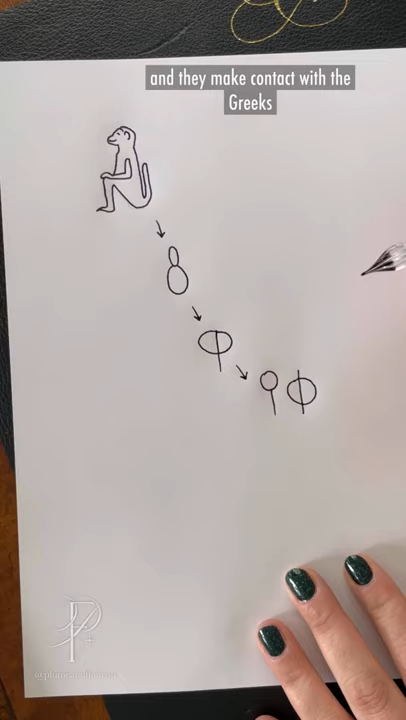 and they make contact with the
Greeks
Ϙ Φ